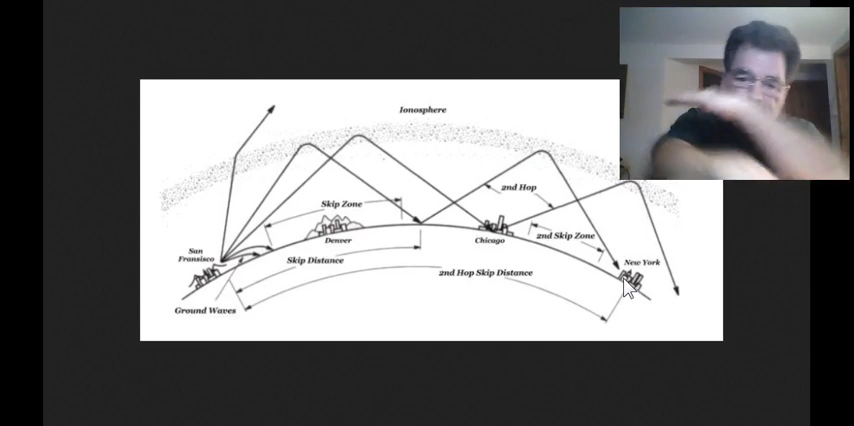 Ionosphere
2nd Hop
Skip Zone
2nd Skip Zone
Denver
Chicago
San
Fransisco
Skip Distance
New York
2nd Hop Skip Distance
Ground Waves